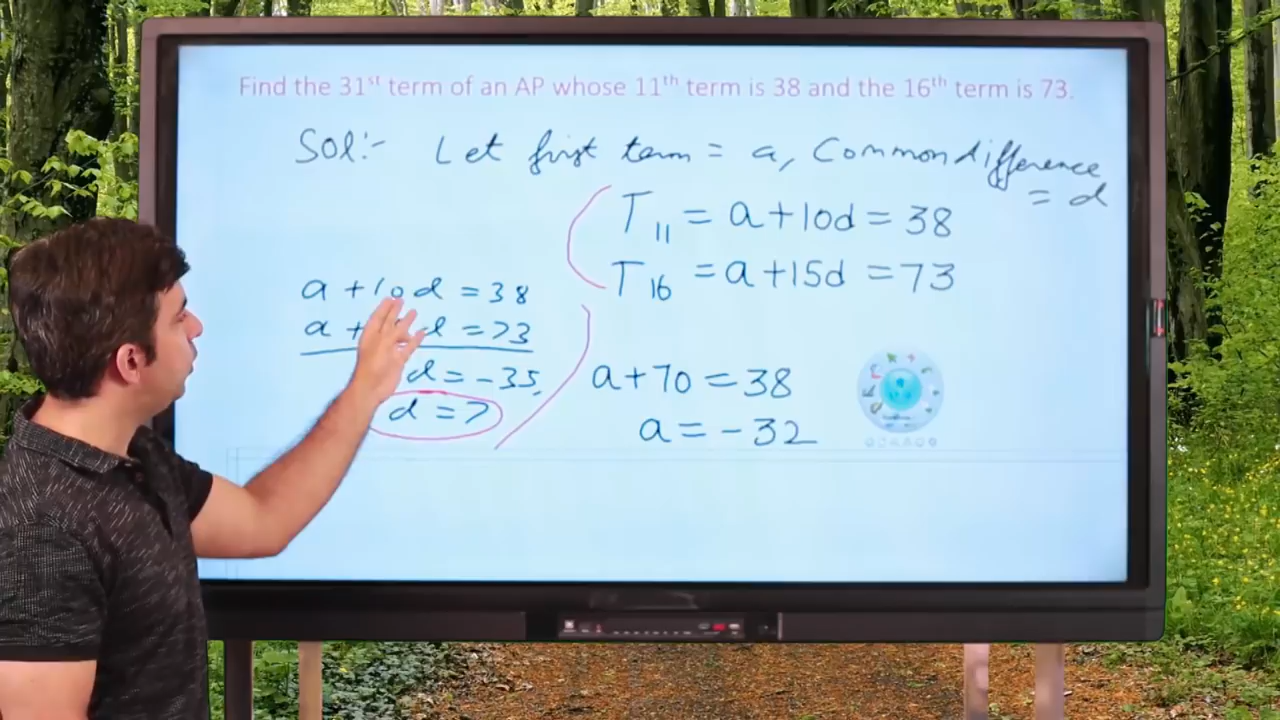 Find the 31st term of an AP whose 11th term is 38 and the 16th term is 73.
Sol:- Let first term = a, Common difference = d
T11 = a+10d = 38
T16 = a+15d = 73
a + 10d = 38
a + d = 73
d = -35
d = 7
a+70 = 38
a = -32